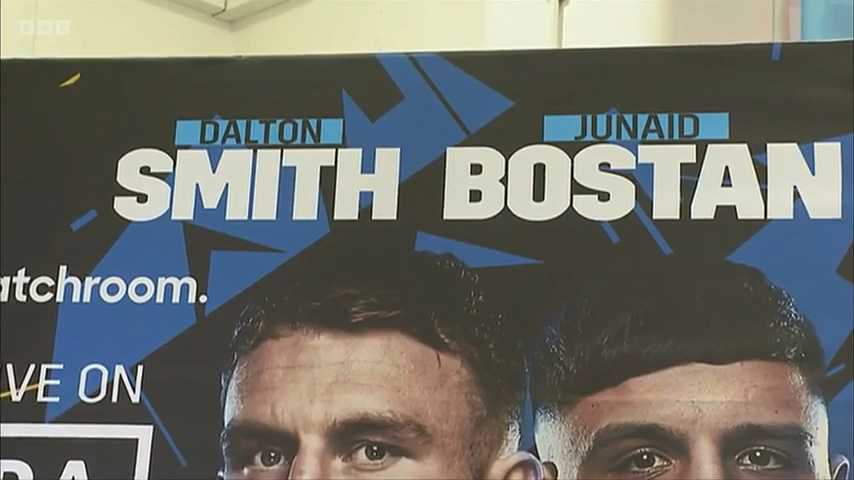 BBC
DALTON JUNAID
SMITH BOSTAN
atchroom.
VE ON